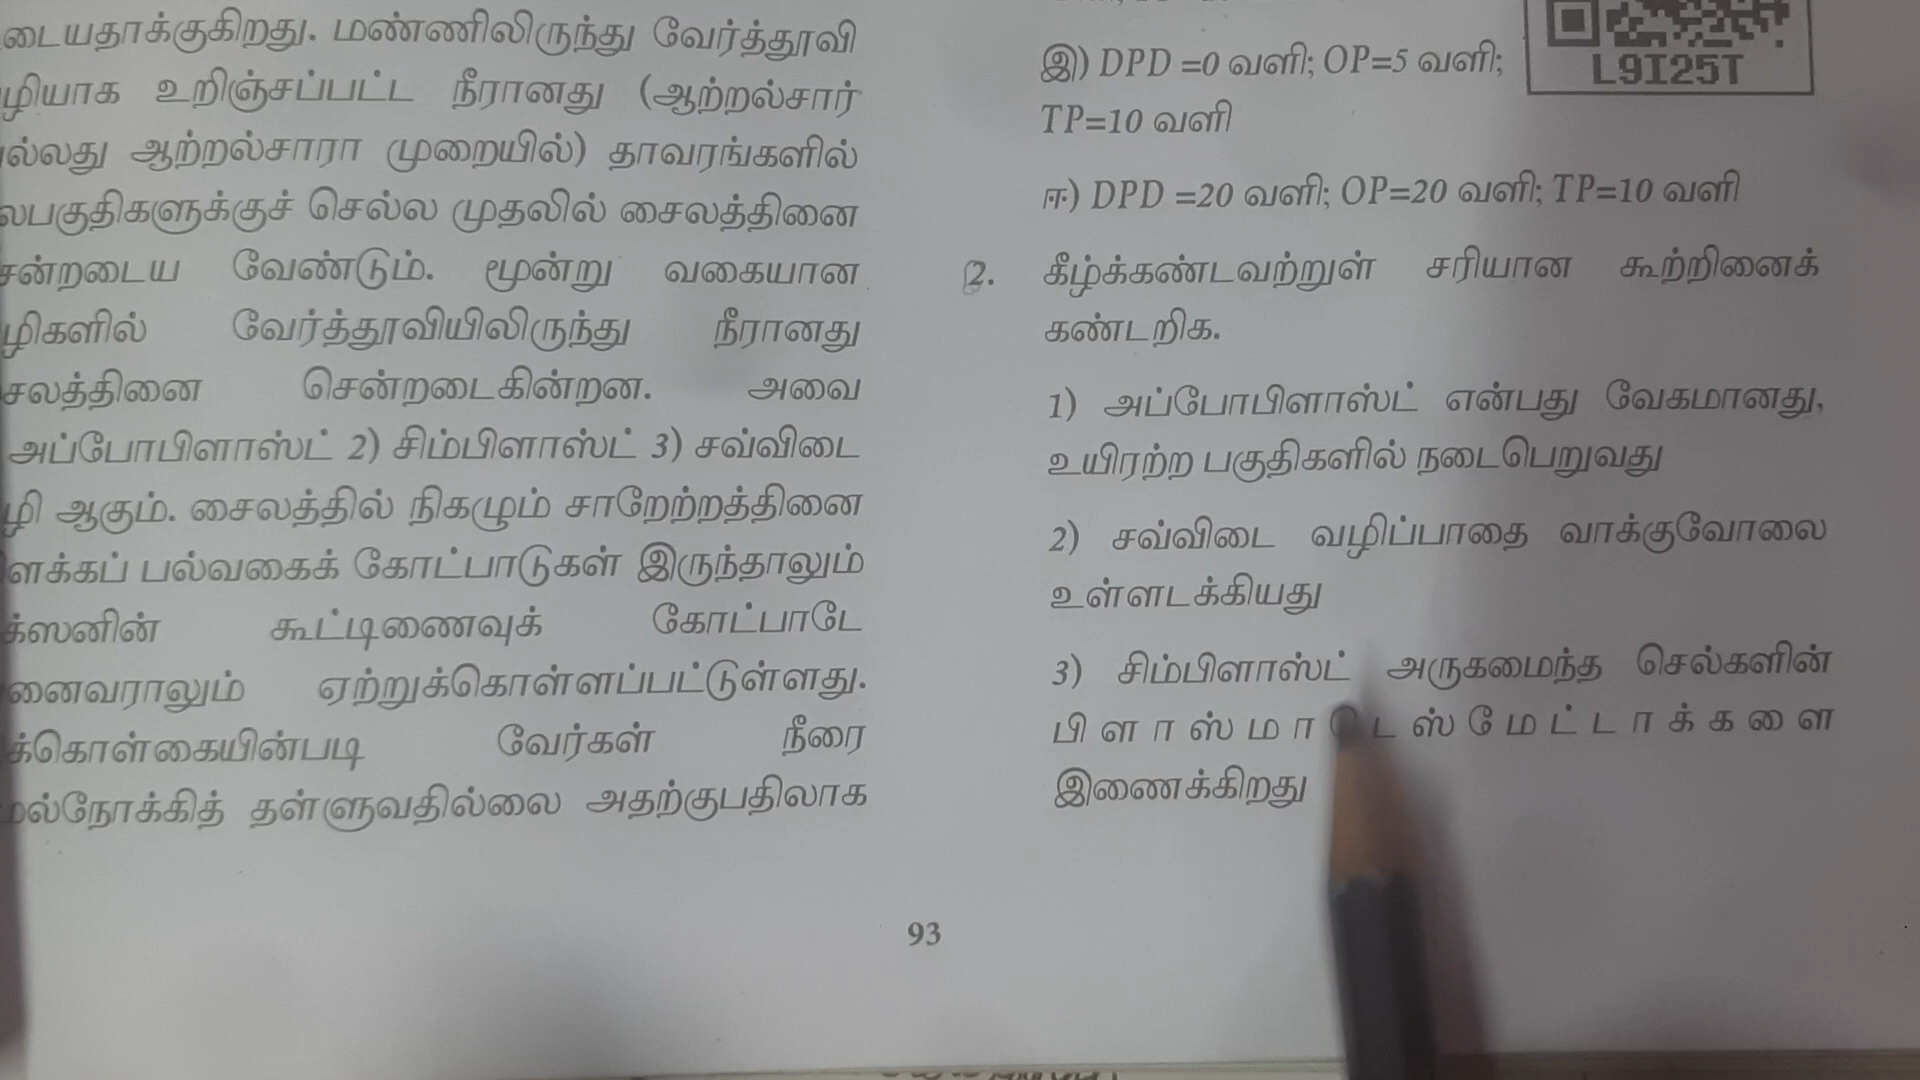 டையதாக்குகிறது. மண்ணிலிருந்து வேர்த்தூவி
ழியாக உறிஞ்சப்பட்ட நீரானது (ஆற்றல்சார்
ல்லது ஆற்றல்சாரா முறையில்) தாவரங்களில்
லபகுதிகளுக்குச் செல்ல முதலில் சைலத்தினை
சன்றடைய வேண்டும். மூன்று வகையான
ழிகளில் வேர்த்தூவியிலிருந்து நீரானது
சலத்தினை சென்றடைகின்றன. அவை
அப்போபிளாஸ்ட் 2) சிம்பிளாஸ்ட் 3) சவ்விடை
ழி ஆகும். சைலத்தில் நிகழும் சாறேற்றத்தினை
ளக்கப் பல்வகைக் கோட்பாடுகள் இருந்தாலும்
க்ஸனின் கூட்டிணைவுக் கோட்பாடே
னைவராலும் ஏற்றுக்கொள்ளப்பட்டுள்ளது.
க்கொள்கையின்படி வேர்கள் நீரை
மல்நோக்கித் தள்ளுவதில்லை அதற்குபதிலாக
இ) DPD =0 வளி; OP=5 வளி;
TP=10 வளி
ஈ) DPD =20 வளி; OP=20 வளி; TP=10 வளி
L9I25T
2. கீழ்க்கண்டவற்றுள் சரியான கூற்றினைக்
கண்டறிக.
1) அப்போபிளாஸ்ட் என்பது வேகமானது,
உயிரற்ற பகுதிகளில் நடைபெறுவது
2) சவ்விடை வழிப்பாதை வாக்குவோலை
உள்ளடக்கியது
3) சிம்பிளாஸ்ட் அருகமைந்த செல்களின்
பிளாஸ்மாடெஸ்மேட்டாக்களை
இணைக்கிறது
93